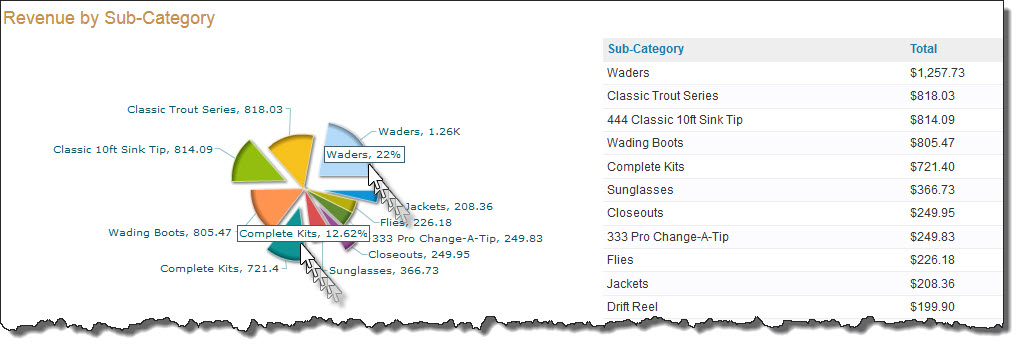 Revenue by Sub-Category
Classic Trout Series, 818.03
Waders, 1.26K
Classic 10ft Sink Tip, 814.09
Waders, 22%
Jackets, 208.36
Flies, 226.18
Wading Boots, 805.47
Complete Kits, 12.62%
333 Pro Change-A-Tip, 249.83
Closeouts, 249.95
Complete Kits, 721.4
Sunglasses, 366.73
Sub-Category Total
Waders $1,257.73
Classic Trout Series $818.03
444 Classic 10ft Sink Tip $814.09
Wading Boots $805.47
Complete Kits $721.40
Sunglasses $366.73
Closeouts $249.95
333 Pro Change-A-Tip $249.83
Flies $226.18
Jackets $208.36
Drift Reel $199.90